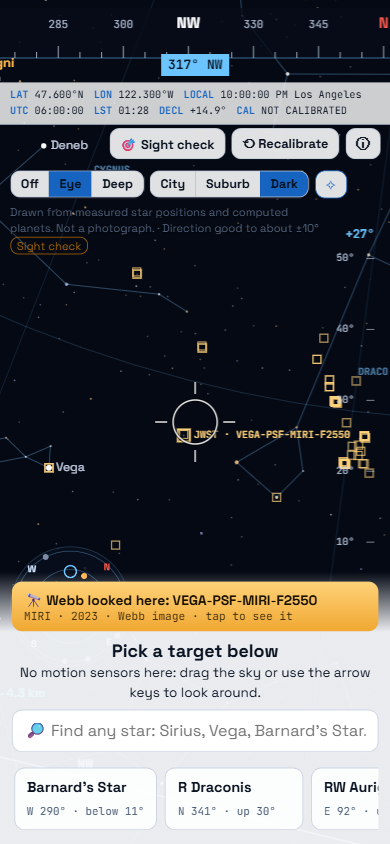 285 300 NW 330 345 N
gni
317° NW
LAT 47.600°N LON 122.300°W LOCAL 10:00:00 PM Los Angeles
UTC 06:00:00 LST 01:28 DECL +14.9° CAL NOT CALIBRATED
Deneb
🎯 Sight check
Recalibrate
CYGNUS
Off Eye Deep City Suburb Dark
Drawn from measured star positions and computed
planets. Not a photograph. · Direction good to about ±10°
Sight check
+27°
50°
40°
DRACO
30°
JWST · VEGA-PSF-MIRI-F2550
Vega
20°
10°
W N
🔭 Webb looked here: VEGA-PSF-MIRI-F2550
MIRI · 2023 · Webb image · tap to see it
Pick a target below
No motion sensors here: drag the sky or use the arrow
keys to look around.
🔎 Find any star: Sirius, Vega, Barnard's Star.
Barnard's Star R Draconis RW Auri
W 290° · below 11° N 341° · up 30° E 92° · u